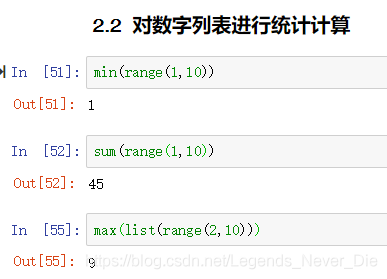 2.2 对数字列表进行统计计算
In [51]: min(range(1,10))
Out[51]: 1
In [52]: sum(range(1,10))
Out[52]: 45
In [55]: max(list(range(2,10)))
Out[55]: 9
https://blog.csdn.net/Legends_Never_Die